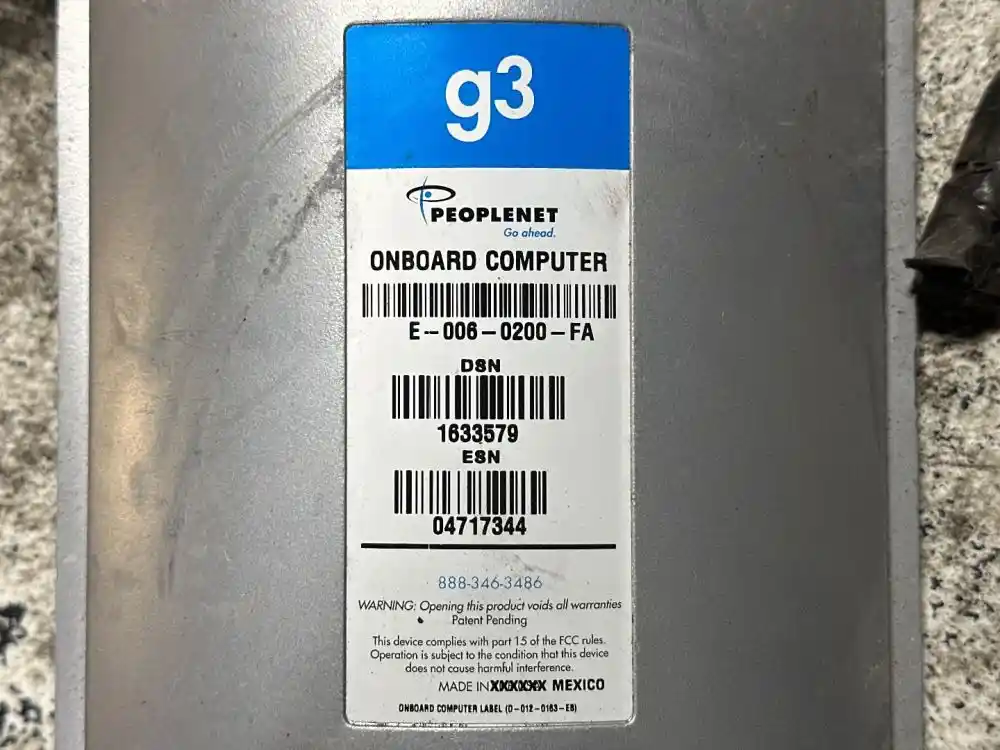 g3
PEOPLENET
Go ahead.
ONBOARD COMPUTER
E--006-0200-FA
DSN
1633579
ESN
04717344
888-346-3486
WARNING: Opening this product voids all warranties
Patent Pending
This device complies with part 15 of the FCC rules.
Operation is subject to the condition that this device
does not cause harmful interference.
MADE IN XXXXXX MEXICO
ONBOARD COMPUTER LABEL (D-012-0163-EB)